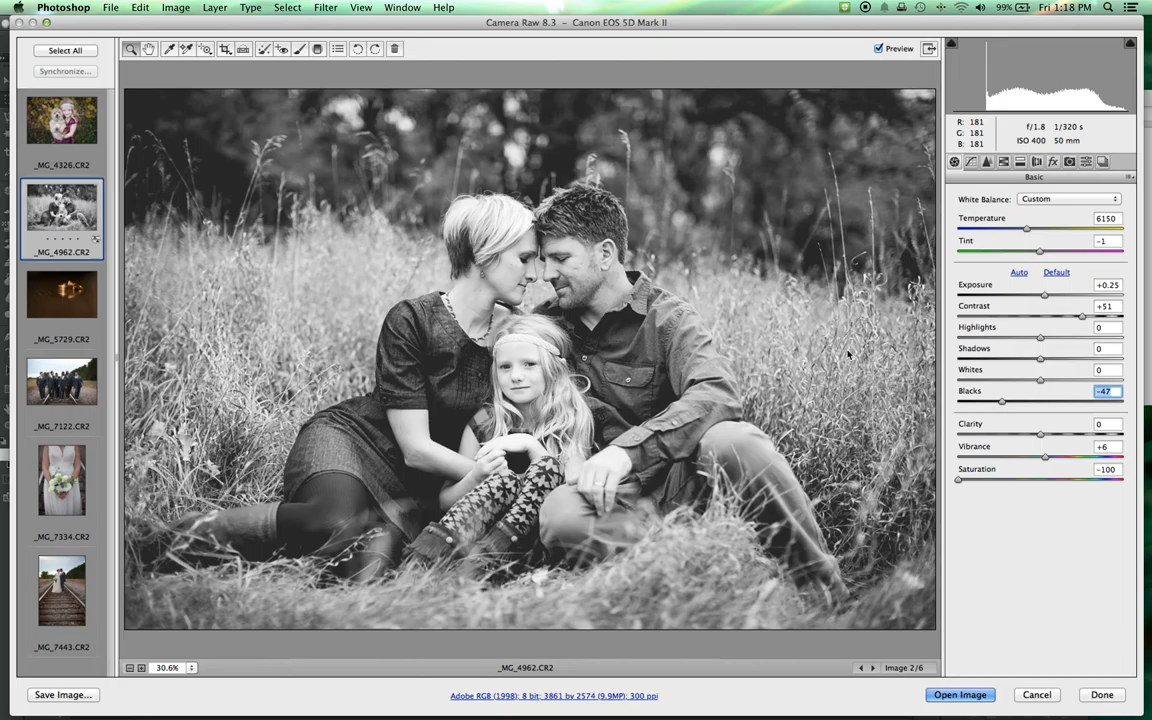 Photoshop File Edit Image Layer Type Select Filter View Window Help 99% Fri 1:18 PM
Camera Raw 8.3 – Canon EOS 5D Mark II
Select All
Synchronize...
Preview
_MG_4326.CR2
_MG_4962.CR2
_MG_5729.CR2
_MG_7122.CR2
_MG_7334.CR2
_MG_7443.CR2
R: 181
G: 181
B: 181
f/1.8 1/320 s
ISO 400 50 mm
fx
Basic
White Balance: Custom
Temperature 6150
Tint -1
Auto Default
Exposure +0.25
Contrast +51
Highlights 0
Shadows 0
Whites 0
Blacks -47
Clarity 0
Vibrance +6
Saturation -100
30.6% _MG_4962.CR2 Image 2/6
Save Image... Adobe RGB (1998); 8 bit; 3861 by 2574 (9.9MP); 300 ppi Open Image Cancel Done